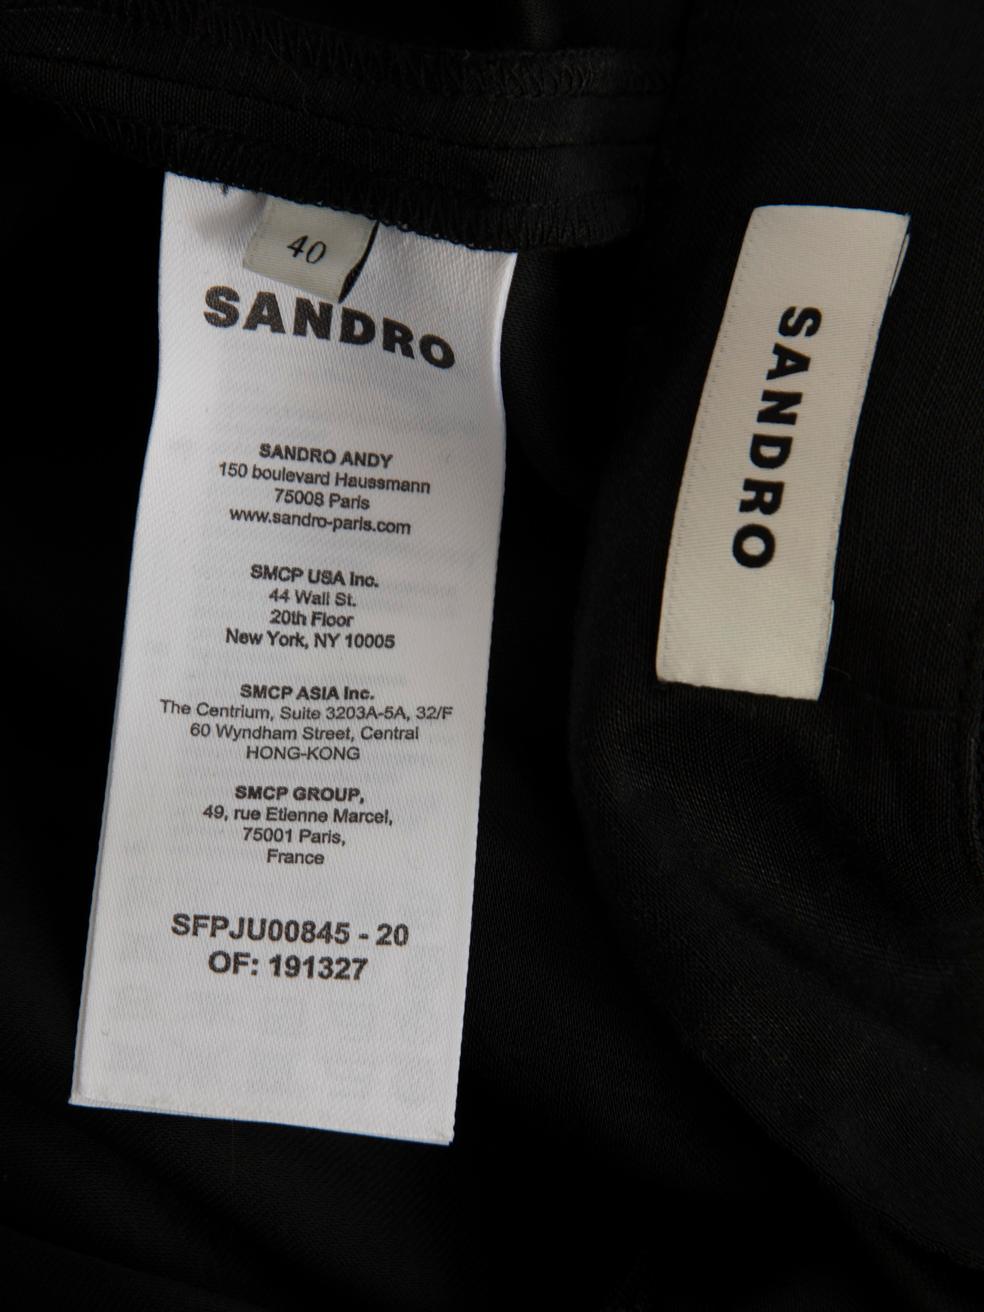 40
SANDRO
SANDRO ANDY
150 boulevard Haussmann
75008 Paris
www.sandro-paris.com
SMCP USA Inc.
44 Wall St.
20th Floor
New York, NY 10005
SMCP ASIA Inc.
The Centrium, Suite 3203A-5A, 32/F
60 Wyndham Street, Central
HONG-KONG
SMCP GROUP,
49, rue Etienne Marcel,
75001 Paris,
France
SFPJU00845 - 20
OF: 191327
SANDRO